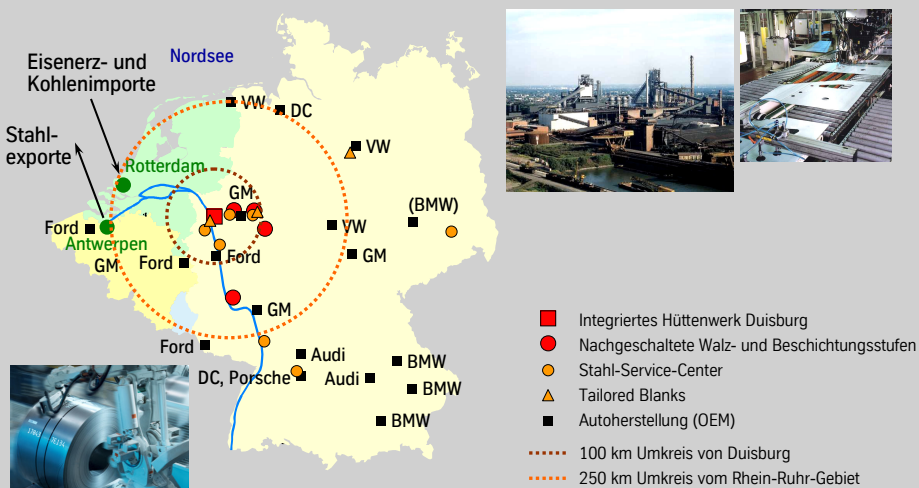 Nordsee
Eisenerz- und
Kohlenimporte
Stahl-
exporte
VW
DC
VW
Rotterdam
GM
(BMW)
Ford
Antwerpen
VW
GM
Ford
Ford
GM
GM
Ford
Audi
DC, Porsche
Audi
BMW
BMW
BMW
Integriertes Hüttenwerk Duisburg
Nachgeschaltete Walz- und Beschichtungsstufen
Stahl-Service-Center
Tailored Blanks
Autoherstellung (OEM)
100 km Umkreis von Duisburg
250 km Umkreis vom Rhein-Ruhr-Gebiet